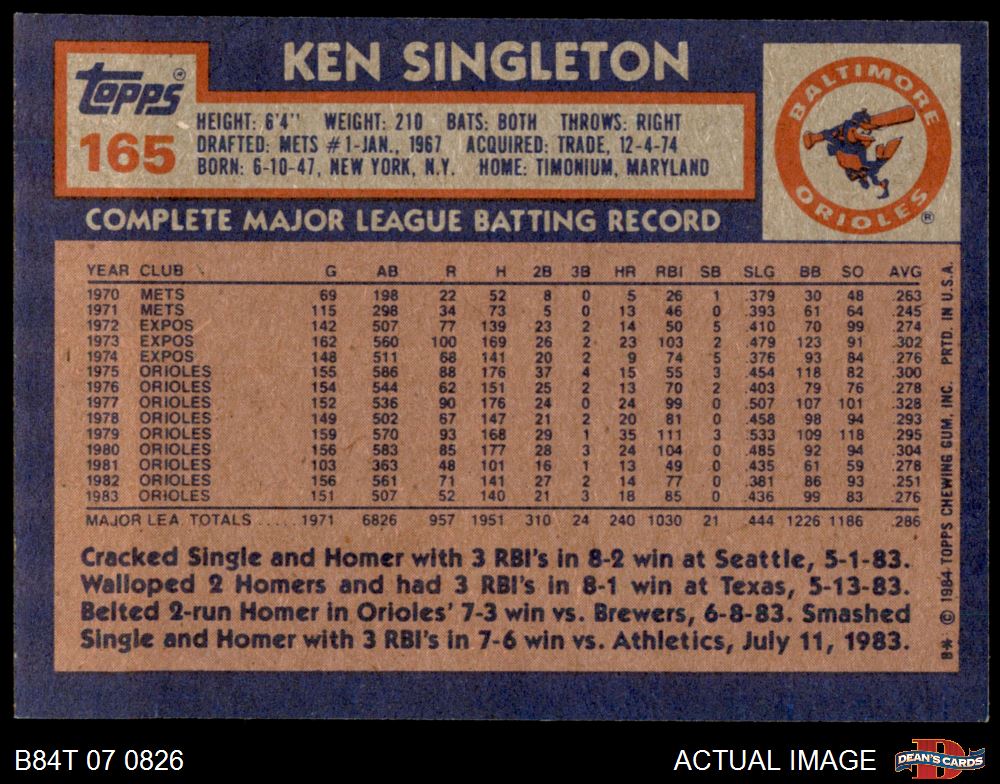 KEN SINGLETON
Topps®
165
HEIGHT: 6'4" WEIGHT: 210 BATS: BOTH THROWS: RIGHT
DRAFTED: METS #1-JAN., 1967 ACQUIRED: TRADE, 12-4-74
BORN: 6-10-47, NEW YORK, N.Y. HOME: TIMONIUM, MARYLAND
BALTIMORE
ORIOLES ®
COMPLETE MAJOR LEAGUE BATTING RECORD
YEAR CLUB G AB R H 2B 3B HR RBI SB SLG BB SO AVG
1970 METS 69 198 22 52 8 0 5 26 1 .379 30 48 .263
1971 METS 115 298 34 73 5 0 13 46 0 .393 61 64 .245
1972 EXPOS 142 507 77 139 23 2 14 50 5 .410 70 99 .274
1973 EXPOS 162 560 100 169 26 2 23 103 2 .479 123 91 .302
1974 EXPOS 148 511 68 141 20 2 9 74 5 .376 93 84 .276
1975 ORIOLES 155 586 88 176 37 4 15 55 3 .454 118 82 .300
1976 ORIOLES 154 544 62 151 25 2 13 70 2 .403 79 76 .278
1977 ORIOLES 152 536 90 176 24 0 24 99 0 .507 107 101 .328
1978 ORIOLES 149 502 67 147 21 2 20 81 0 .458 98 94 .293
1979 ORIOLES 159 570 93 168 29 1 35 111 3 .533 109 118 .295
1980 ORIOLES 156 583 85 177 28 3 24 104 0 .485 92 94 .304
1981 ORIOLES 103 363 48 101 16 1 13 49 0 .435 61 59 .278
1982 ORIOLES 156 561 71 141 27 2 14 77 0 .381 86 93 .251
1983 ORIOLES 151 507 52 140 21 3 18 85 0 .436 99 83 .276
MAJOR LEA TOTALS ..... 1971 6826 957 1951 310 24 240 1030 21 .444 1226 1186 .286
Cracked Single and Homer with 3 RBI's in 8-2 win at Seattle, 5-1-83.
Walloped 2 Homers and had 3 RBI's in 8-1 win at Texas, 5-13-83.
Belted 2-run Homer in Orioles' 7-3 win vs. Brewers, 6-8-83. Smashed
Single and Homer with 3 RBI's in 7-6 win vs. Athletics, July 11, 1983.
B* © 1984 TOPPS CHEWING GUM, INC. PRTD. IN U.S.A.
B84T 07 0826
ACTUAL IMAGE
D
DEAN'S CARDS